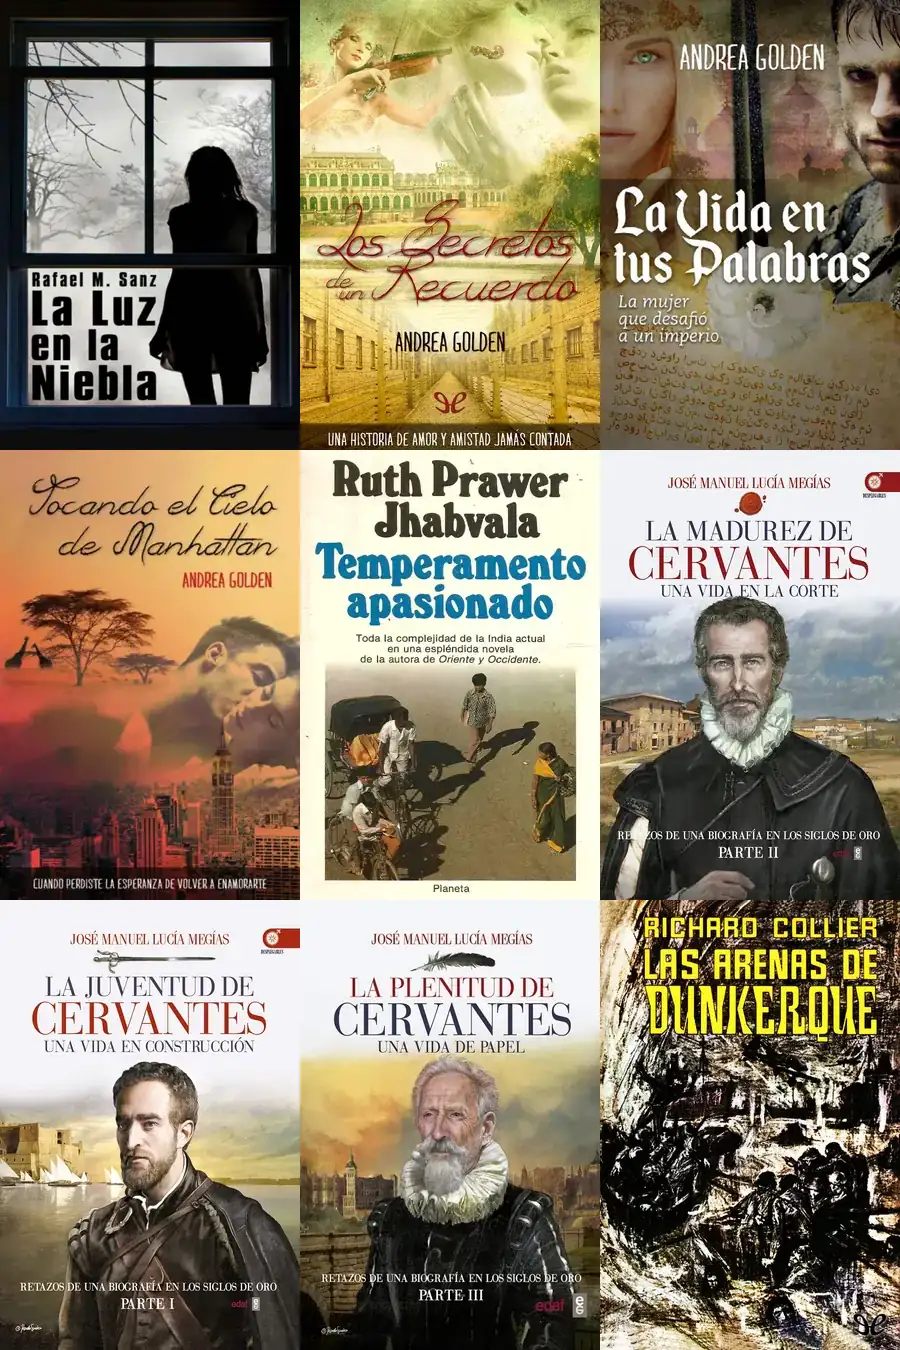 Rafael M. Sanz
La Luz
en la
Niebla
Los Secretos
de un Recuerdo
ANDREA GOLDEN
UNA HISTORIA DE AMOR Y AMISTAD JAMÁS CONTADA
ANDREA GOLDEN
La Vida en
tus Palabras
La mujer
que desafió
a un imperio
Tocando el Cielo
de Manhattan
ANDREA GOLDEN
CUANDO PERDISTE LA ESPERANZA DE VOLVER A ENAMORARTE
Ruth Prawer
Jhabvala
Temperamento
apasionado
Toda la complejidad de la India actual
en una espléndida novela
de la autora de Oriente y Occidente.
Planeta
JOSÉ MANUEL LUCÍA MEGÍAS
LA MADUREZ DE
CERVANTES
UNA VIDA EN LA CORTE
RETAZOS DE UNA BIOGRAFÍA EN LOS SIGLOS DE ORO
PARTE II
edaf
JOSÉ MANUEL LUCÍA MEGÍAS
LA JUVENTUD DE
CERVANTES
UNA VIDA EN CONSTRUCCIÓN
RETAZOS DE UNA BIOGRAFÍA EN LOS SIGLOS DE ORO
PARTE I
edaf
JOSÉ MANUEL LUCÍA MEGÍAS
LA PLENITUD DE
CERVANTES
UNA VIDA DE PAPEL
RETAZOS DE UNA BIOGRAFÍA EN LOS SIGLOS DE ORO
PARTE III
edaf
RICHARD COLLIER
LAS ARENAS DE
DUNKERQUE